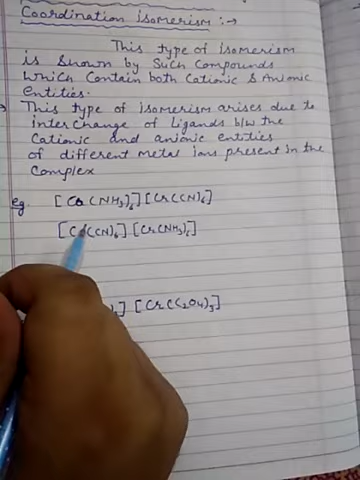 Coordination Isomerism :→
This type of isomerism
is shown by such compounds
which contain both cationic & anionic
entities.
This type of isomerism arises due to
interchange of ligands b/w the
cationic and anionic entities
of different metal ions present in the
complex
eg. [Co(NH3)6][Cr(CN)6]
[Co(CN)6][Cr(NH3)6]
[Cr(C2O4)3]